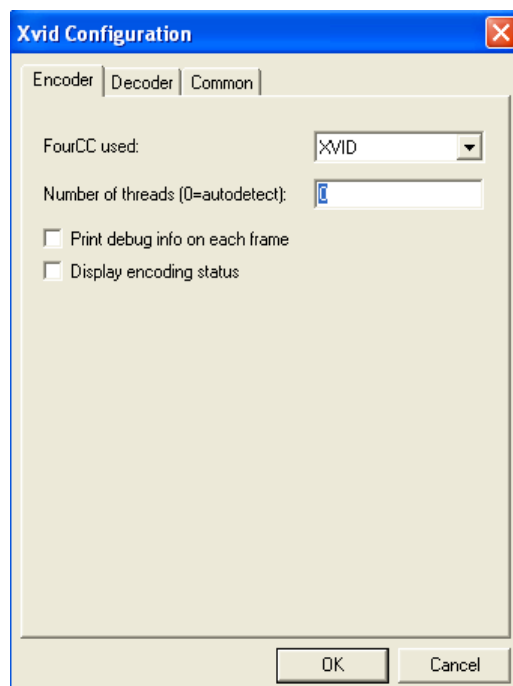 Xvid Configuration
Encoder Decoder Common
FourCC used: XVID
Number of threads (0=autodetect): 0
Print debug info on each frame
Display encoding status
OK Cancel